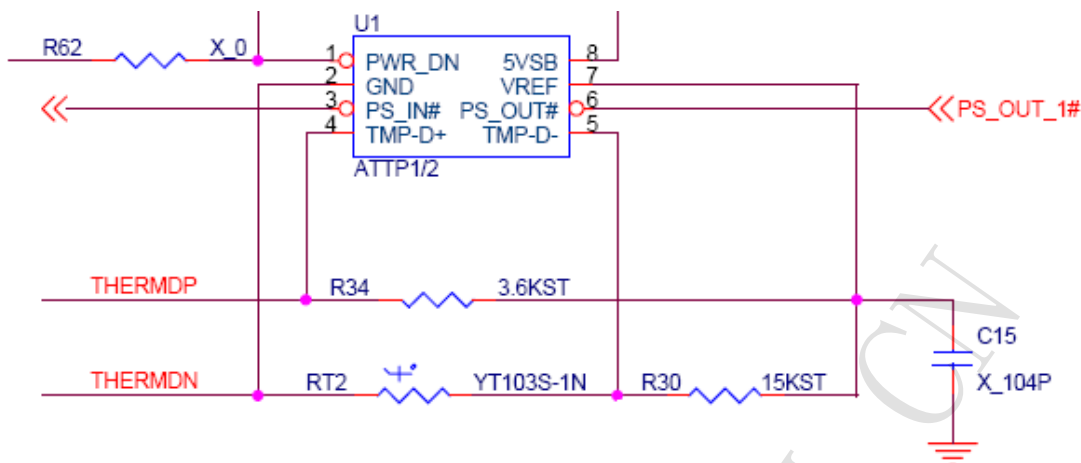 U1
R62 X_0
1 PWR_DN 5VSB 8
2 GND VREF 7
3 PS_IN# PS_OUT# 6
4 TMP-D+ TMP-D- 5
PS_OUT_1#
ATTP1/2
THERMDP R34 3.6KST
C15
THERMDN RT2 YT103S-1N R30 15KST X_104P
CN